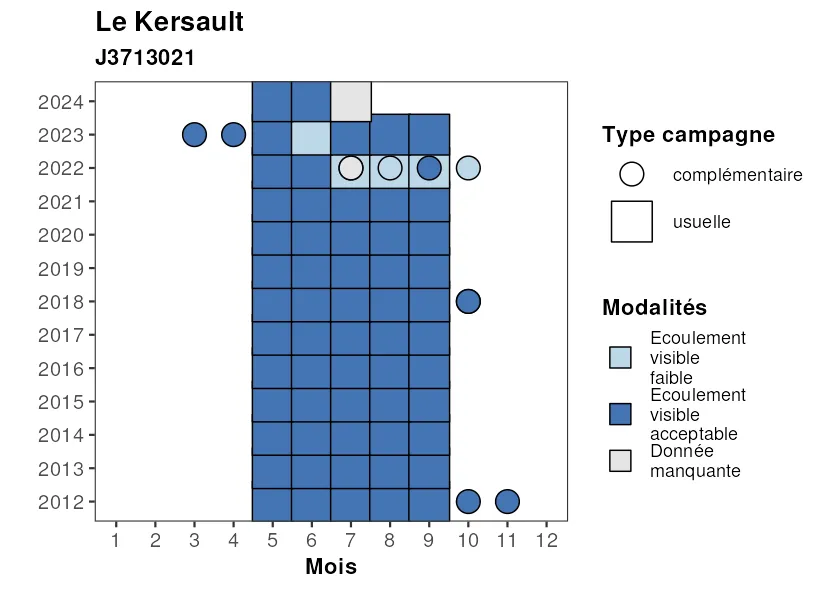 Le Kersault
J3713021
2024
2023
2022
2021
2020
2019
2018
2017
2016
2015
2014
2013
2012
1 2 3 4 5 6 7 8 9 10 11 12
Mois
Type campagne
complémentaire
usuelle
Modalités
Ecoulement
visible
faible
Ecoulement
visible
acceptable
Donnée
manquante